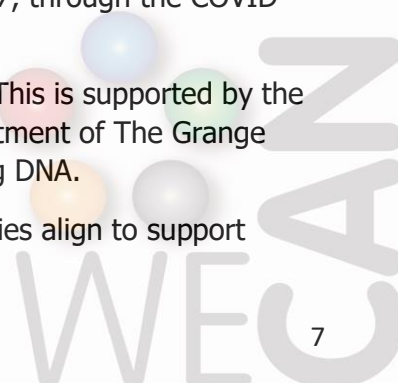 , through the COVID
This is supported by the
tment of The Grange
g DNA.
ies align to support
WE
CAN
7